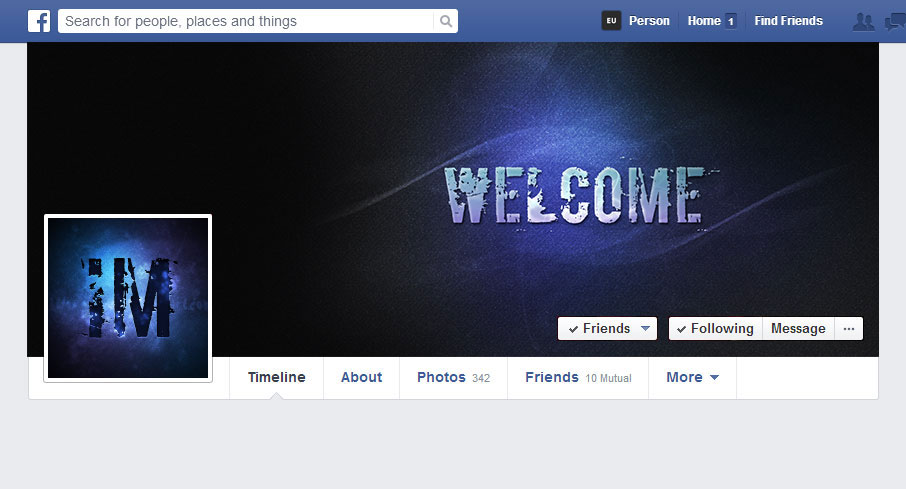 f Search for people, places and things EU Person Home 1 Find Friends
WELCOME
IM
Friends Following Message ...
Timeline About Photos 342 Friends 10 Mutual More